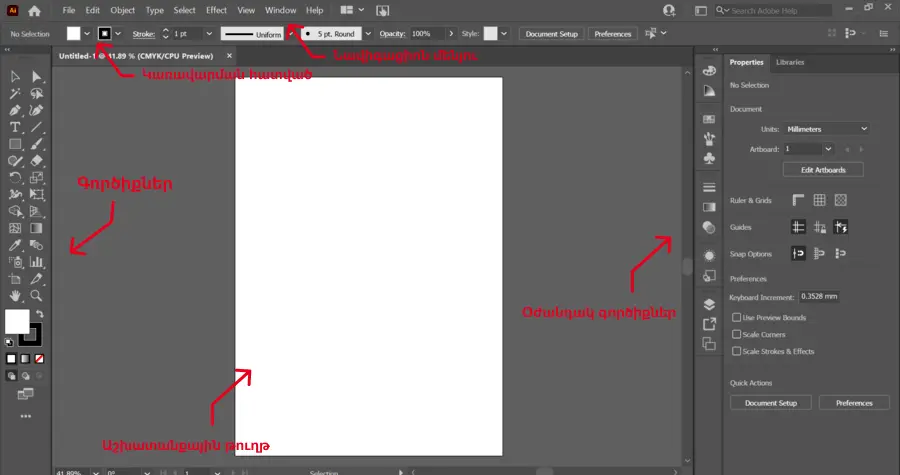 Ai File Edit Object Type Select Effect View Window Help Search Adobe Help
No Selection Stroke: 1 pt Uniform 5 pt. Round Opacity: 100% Style: Document Setup Preferences
Նավիգացիոն մենյու
Untitled-1 @ 41.89 % (CMYK/CPU Preview)
Կառավարման հատված
Properties Libraries
No Selection
Document
Units: Millimeters
Artboard: 1
Edit Artboards
Գործիքներ
Ruler & Grids
Guides
Snap Options
Preferences
Keyboard Increment: 0.3528 mm
Օժանդակ գործիքներ
Use Preview Bounds
Scale Corners
Scale Strokes & Effects
Quick Actions
Document Setup Preferences
Աշխատանքային թուղթ
41.89% 0° 1 Selection